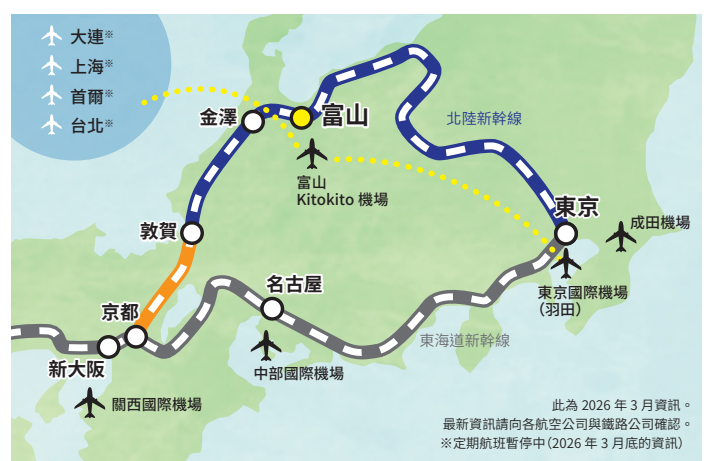 大連※
上海※
首爾※
台北※
金澤
富山
北陸新幹線
富山
Kitokito 機場
東京
成田機場
敦賀
東京國際機場
（羽田）
名古屋
京都
東海道新幹線
新大阪
中部國際機場
關西國際機場
此為 2026 年 3 月資訊。
最新資訊請向各航空公司與鐵路公司確認。
※定期航班暫停中（2026 年 3 月底的資訊）